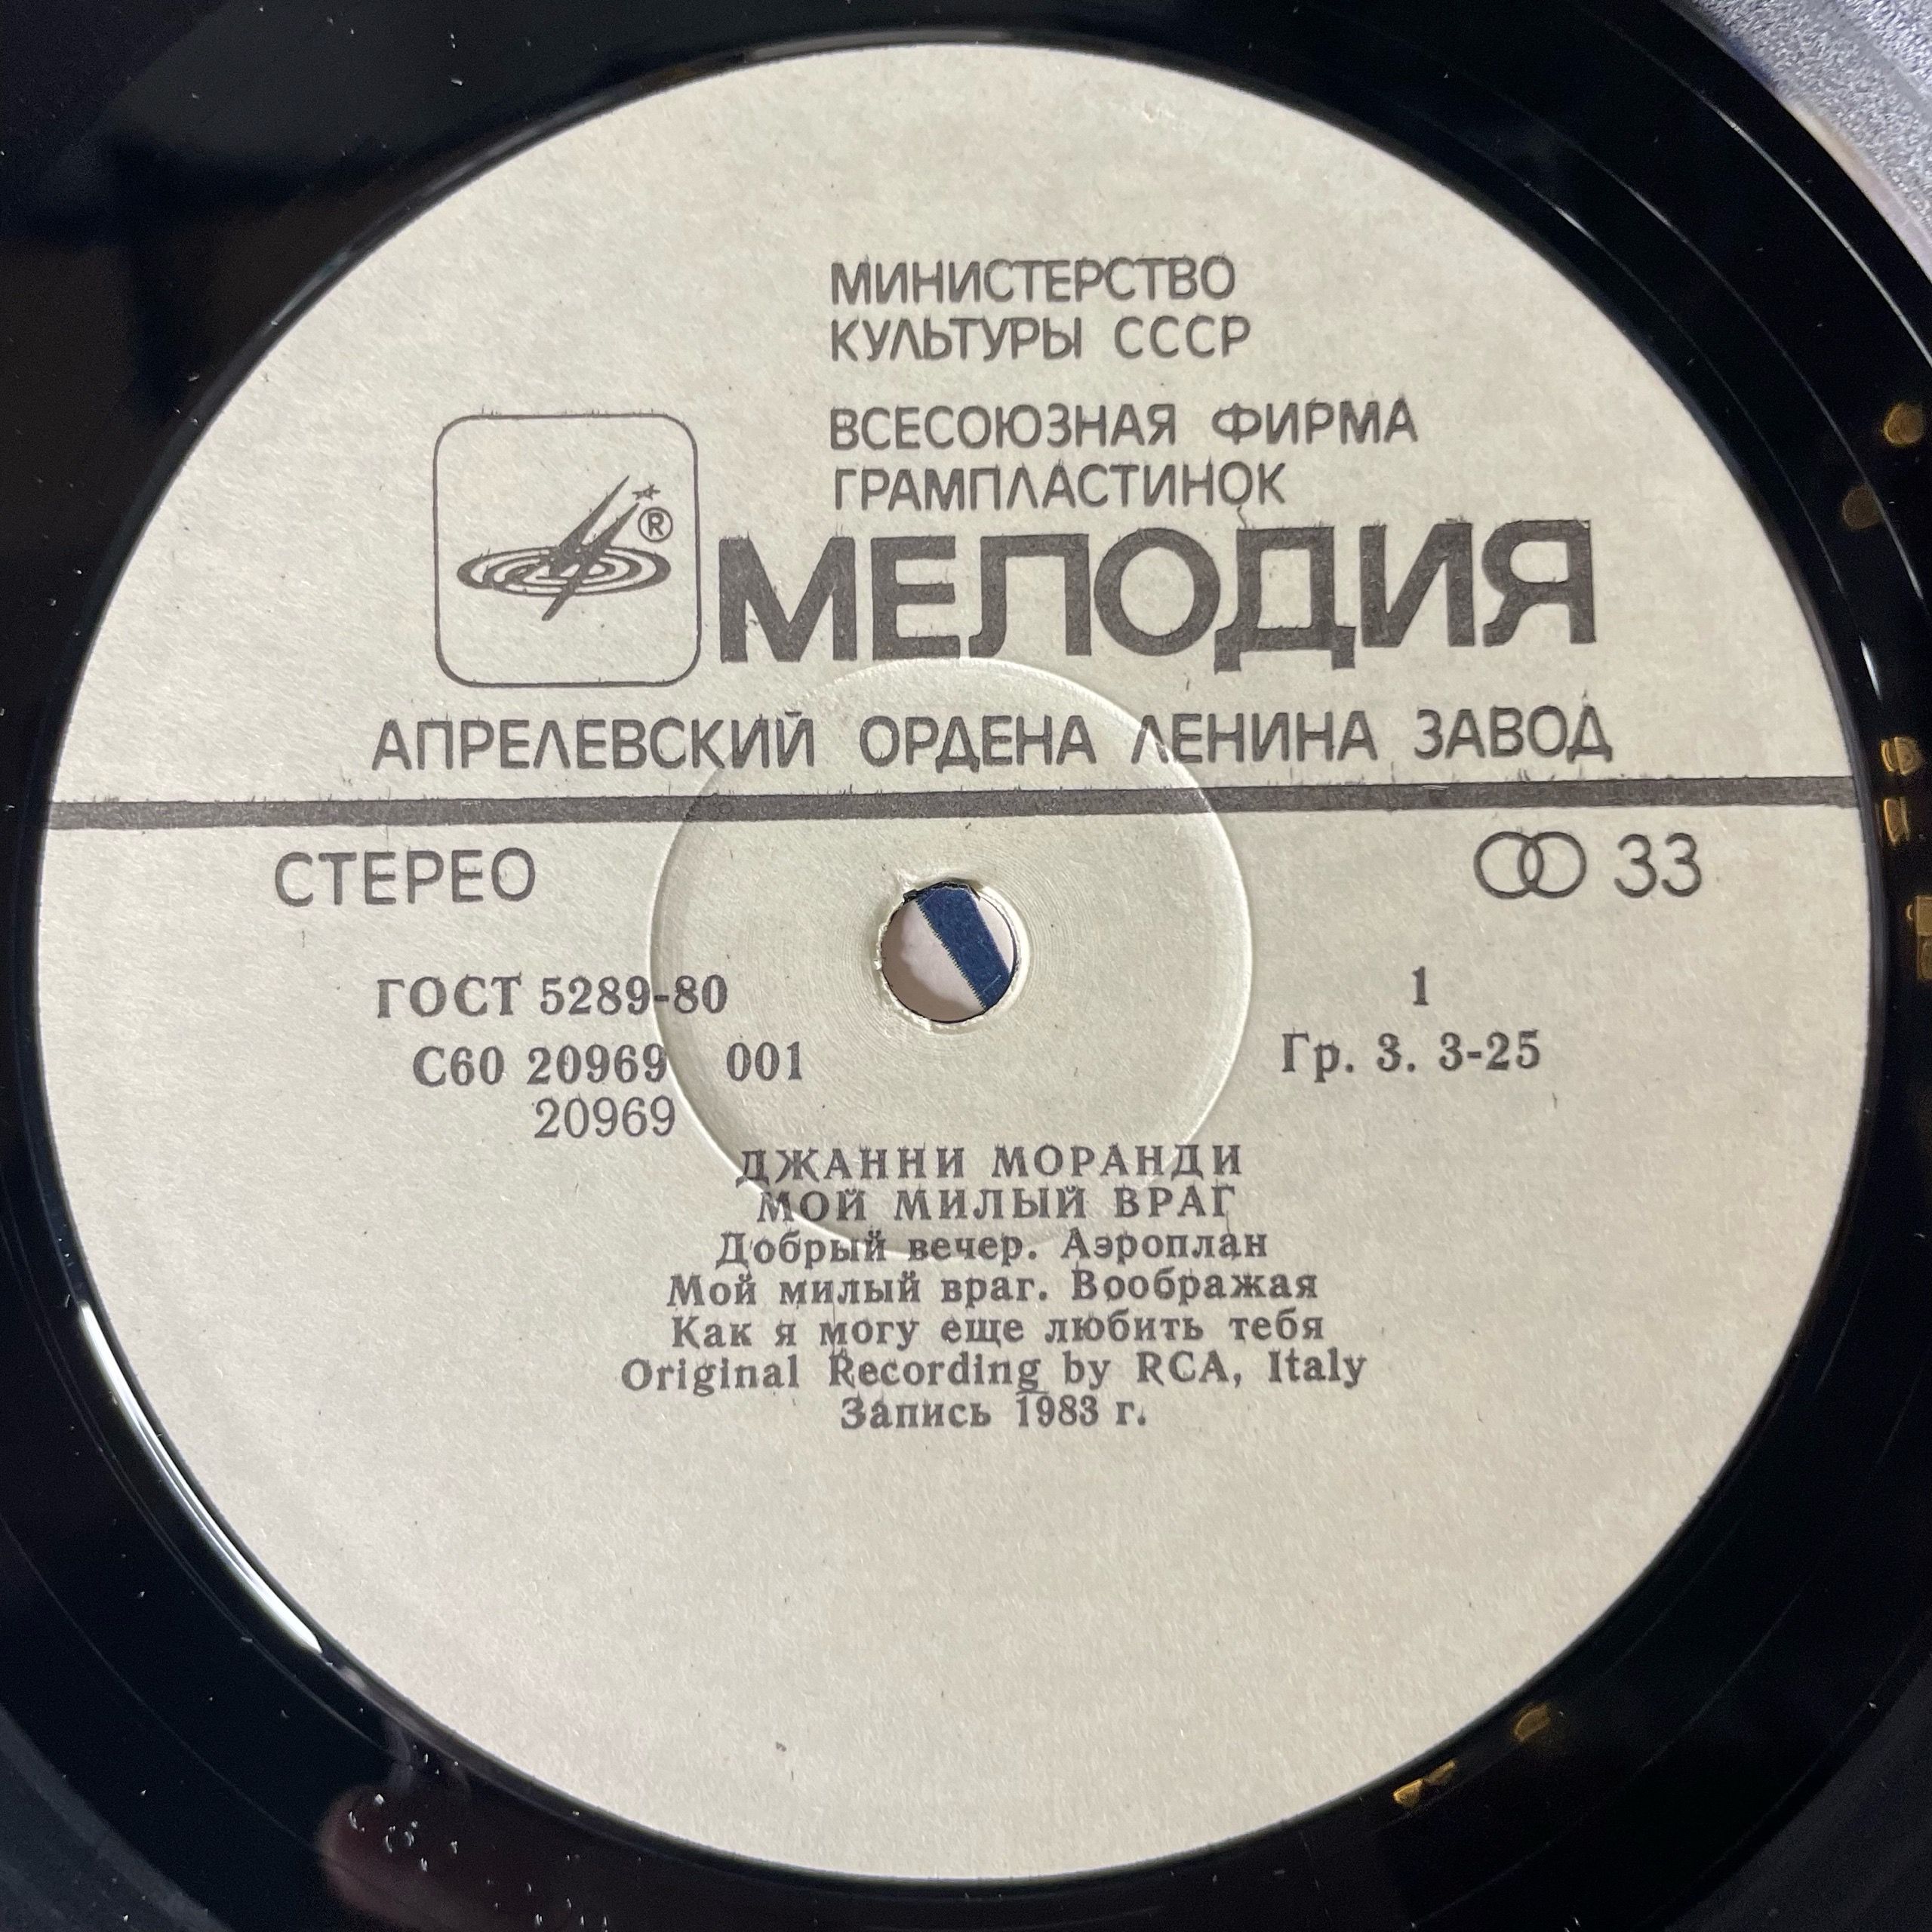 МИНИСТЕРСТВО
КУЛЬТУРЫ СССР
ВСЕСОЮЗНАЯ ФИРМА
ГРАМПЛАСТИНОК
®
МЕЛОДИЯ
АПРЕЛЕВСКИЙ ОРДЕНА ЛЕНИНА ЗАВОД
СТЕРЕО
33
ГОСТ 5289-80
1
С60 20969 001
Гр. 3. 3-25
20969
ДЖАННИ МОРАНДИ
МОЙ МИЛЫЙ ВРАГ
Добрый вечер. Аэроплан
Мой милый враг. Воображая
Как я могу еще любить тебя
Original Recording by RCA, Italy
Запись 1983 г.